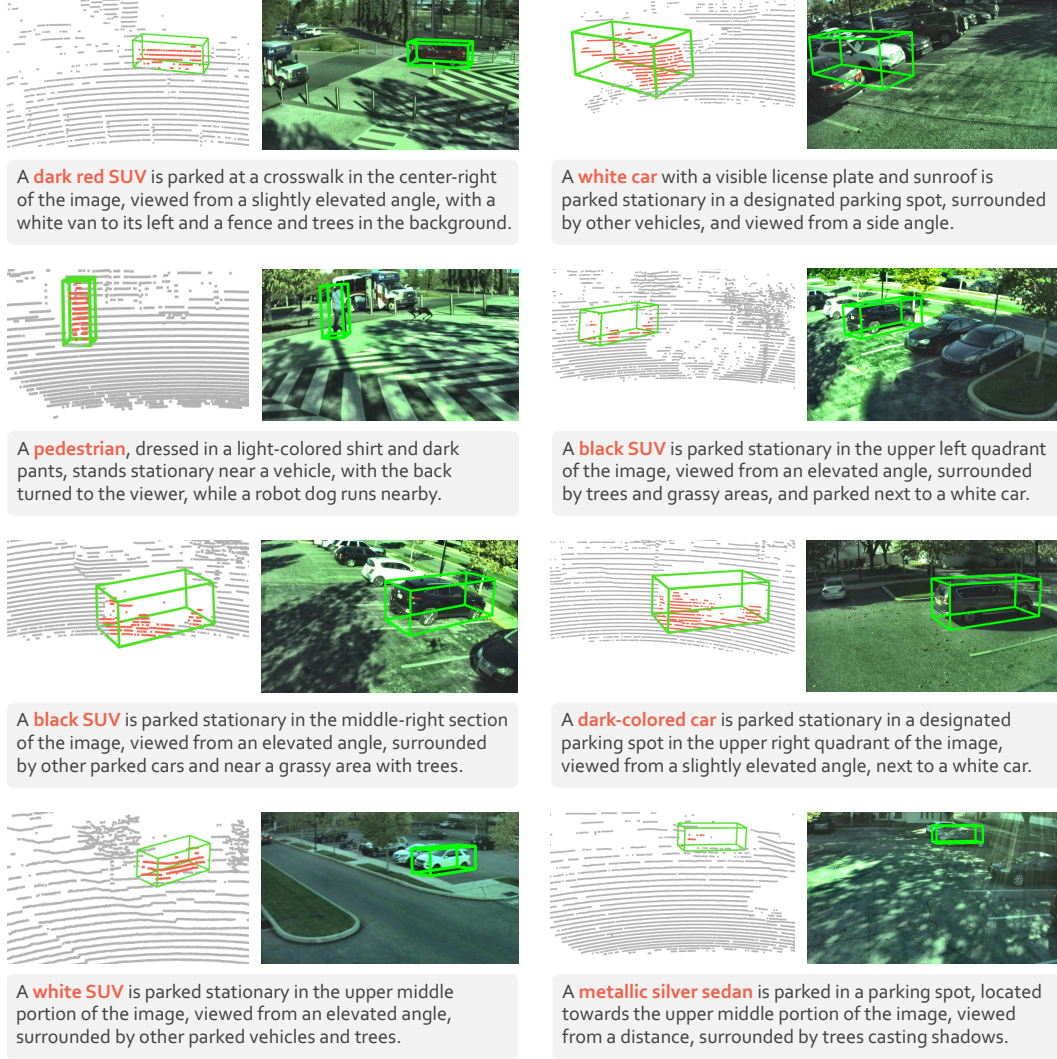 A dark red SUV is parked at a crosswalk in the center-right
of the image, viewed from a slightly elevated angle, with a
white van to its left and a fence and trees in the background.
A white car with a visible license plate and sunroof is
parked stationary in a designated parking spot, surrounded
by other vehicles, and viewed from a side angle.
A pedestrian, dressed in a light-colored shirt and dark
pants, stands stationary near a vehicle, with the back
turned to the viewer, while a robot dog runs nearby.
A black SUV is parked stationary in the upper left quadrant
of the image, viewed from an elevated angle, surrounded
by trees and grassy areas, and parked next to a white car.
A black SUV is parked stationary in the middle-right section
of the image, viewed from an elevated angle, surrounded
by other parked cars and near a grassy area with trees.
A dark-colored car is parked stationary in a designated
parking spot in the upper right quadrant of the image,
viewed from a slightly elevated angle, next to a white car.
A white SUV is parked stationary in the upper middle
portion of the image, viewed from an elevated angle,
surrounded by other parked vehicles and trees.
A metallic silver sedan is parked in a parking spot, located
towards the upper middle portion of the image, viewed
from a distance, surrounded by trees casting shadows.